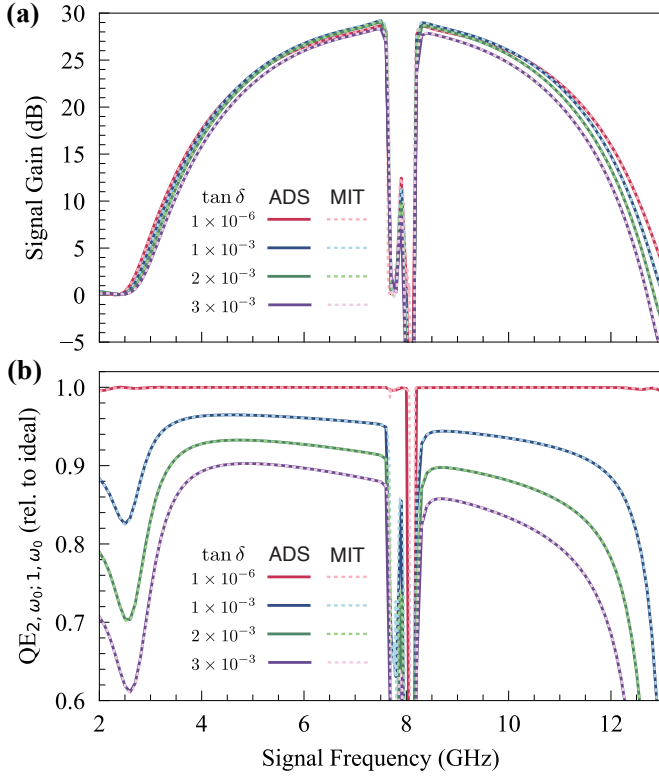 (a)
Signal Gain (dB)
30
25
20
15
10
5
0
−5
tan δ ADS MIT
1 × 10⁻⁶
1 × 10⁻³
2 × 10⁻³
3 × 10⁻³
(b)
QE₂, ω₀; 1, ω₀ (rel. to ideal)
1.0
0.9
0.8
0.7
0.6
tan δ ADS MIT
1 × 10⁻⁶
1 × 10⁻³
2 × 10⁻³
3 × 10⁻³
2 4 6 8 10 12
Signal Frequency (GHz)